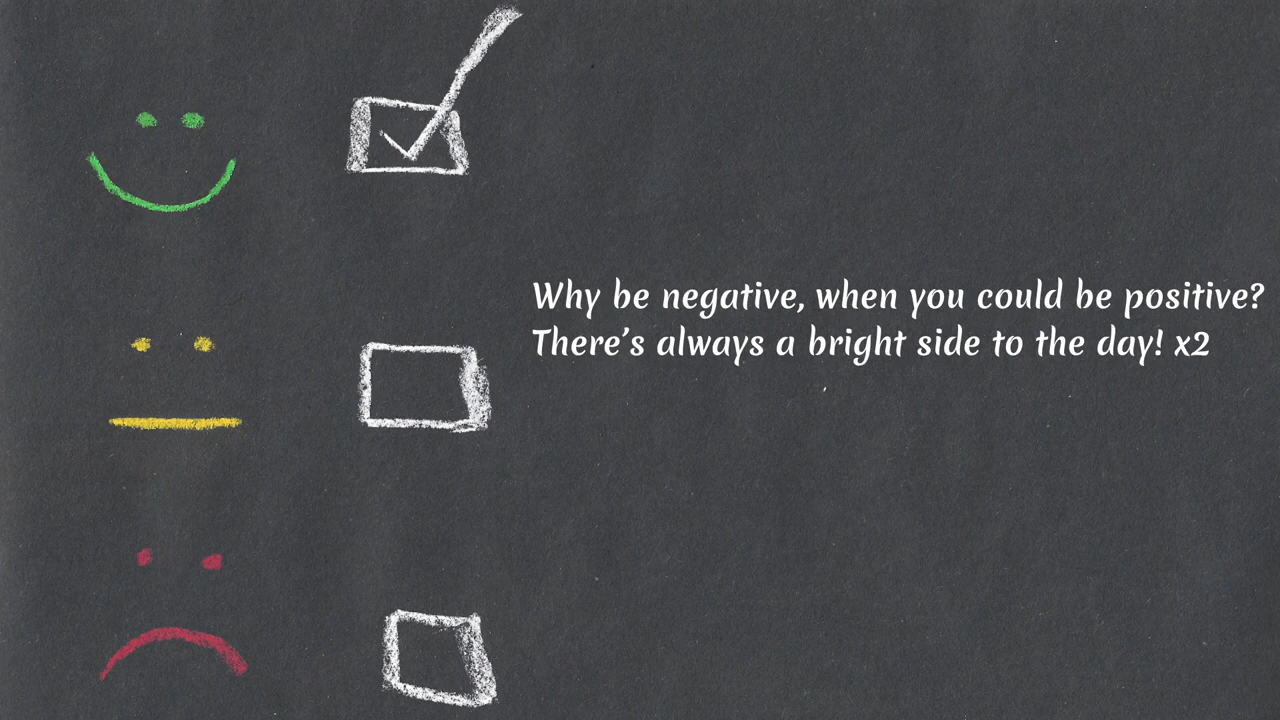 Why be negative, when you could be positive?
There's always a bright side to the day! x2